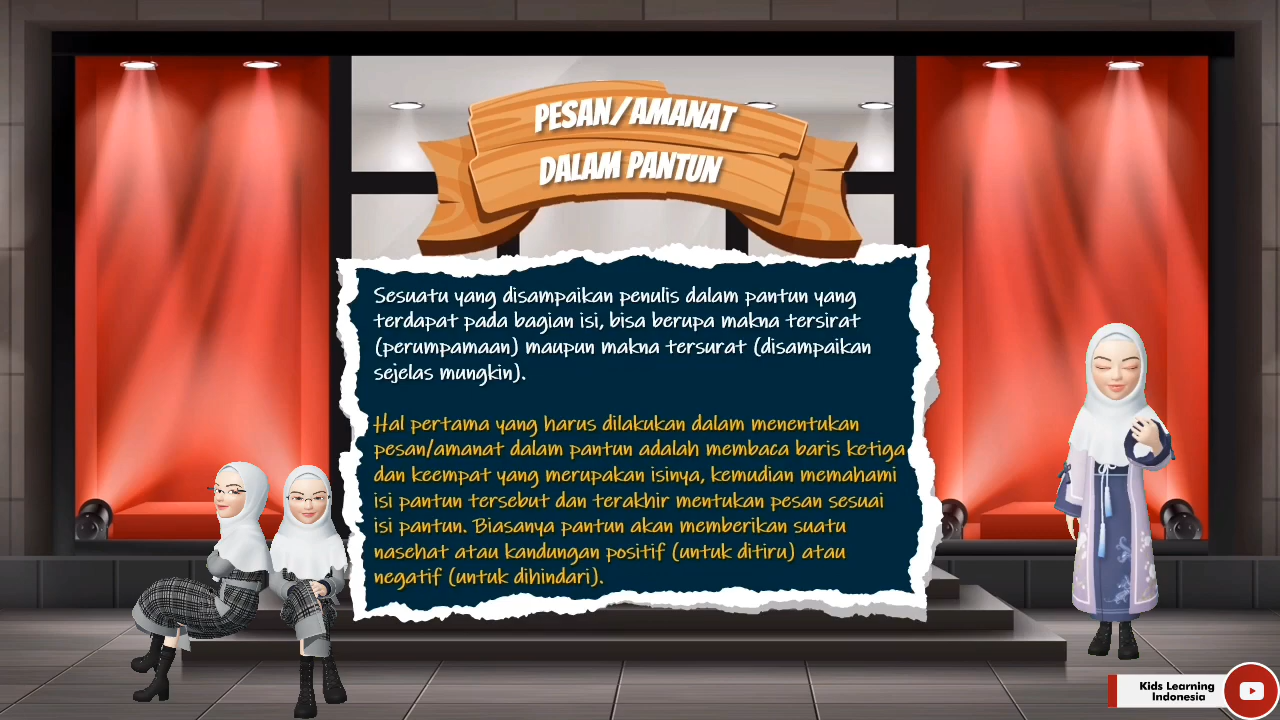 PESAN/AMANAT
DALAM PANTUN
Sesuatu yang disampaikan penulis dalam pantun yang
terdapat pada bagian isi, bisa berupa makna tersirat
(perumpamaan) maupun makna tersurat (disampaikan
sejelas mungkin).
Hal pertama yang harus dilakukan dalam menentukan
pesan/amanat dalam pantun adalah membaca baris ketiga
dan keempat yang merupakan isinya, kemudian memahami
isi pantun tersebut dan terakhir mentukan pesan sesuai
isi pantun. Biasanya pantun akan memberikan suatu
nasehat atau kandungan positif (untuk ditiru) atau
negatif (untuk dihindari).
Kids Learning
Indonesia